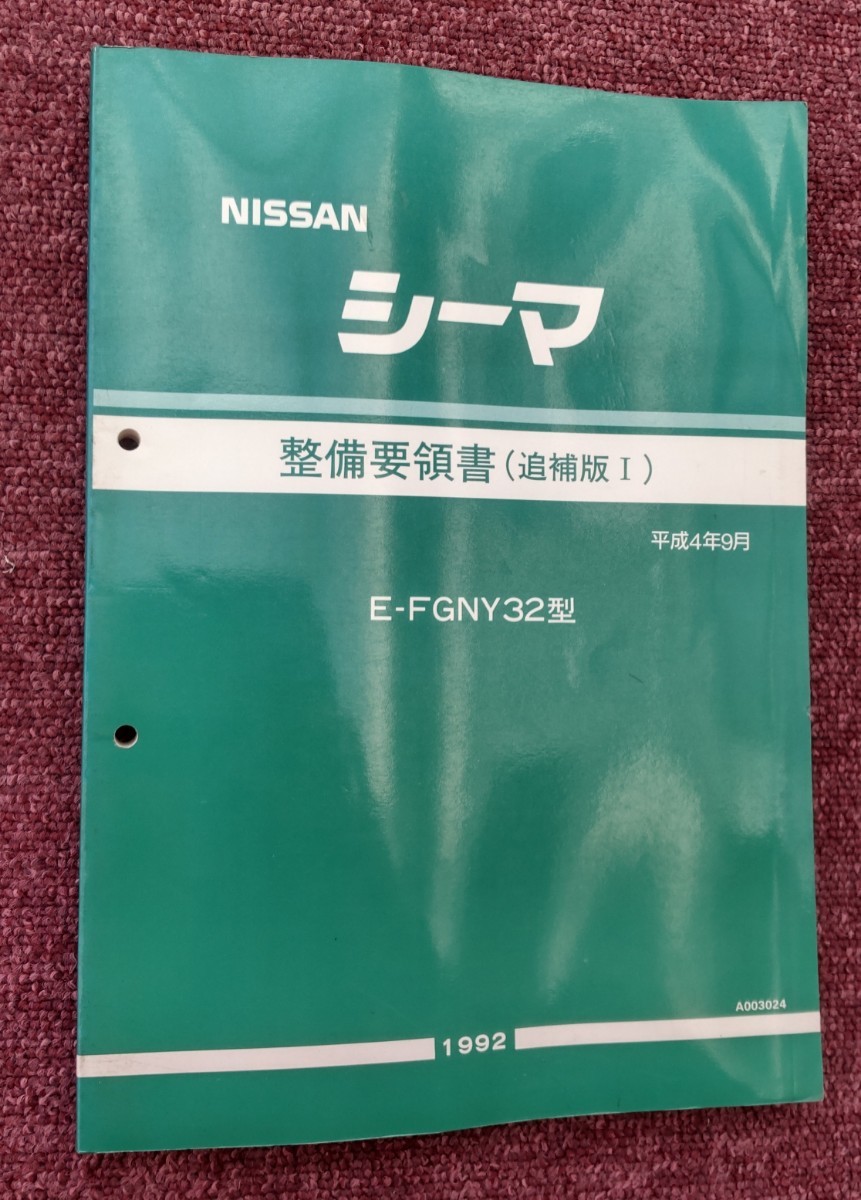 NISSAN
シーマ
整備要領書(追補版Ⅰ)
平成4年9月
E-FGNY32型
A003024
1992